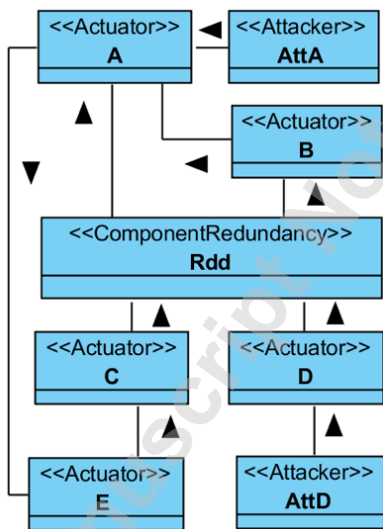 <<Actuator>>
A
<<Attacker>>
AttA
<<Actuator>>
B
<<ComponentRedundancy>>
Rdd
<<Actuator>>
C
<<Actuator>>
D
<<Actuator>>
E
<<Attacker>>
AttD